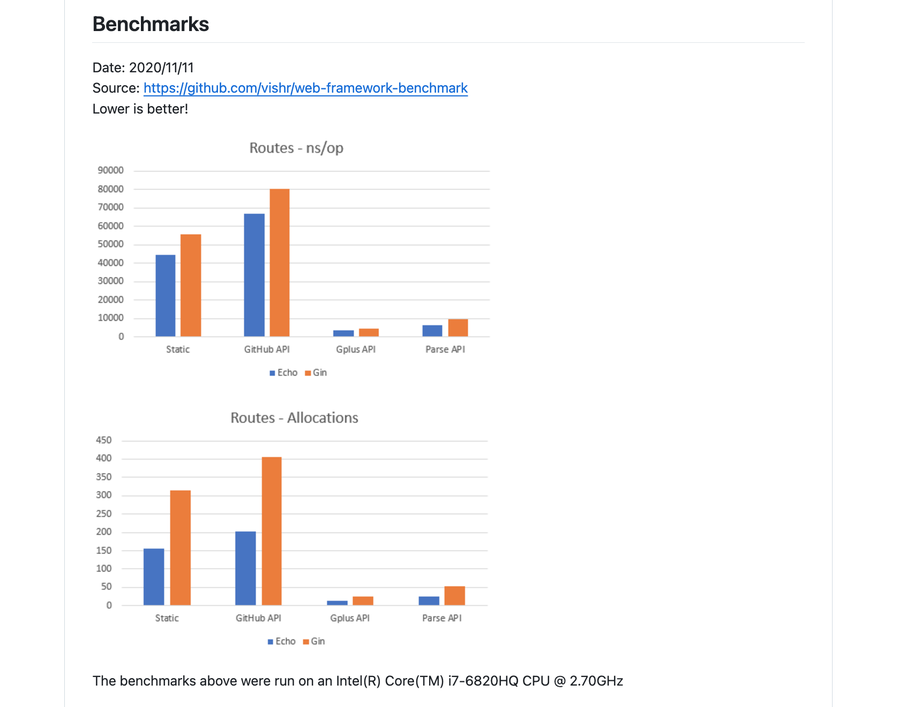 Benchmarks
Date: 2020/11/11
Source: https://github.com/vishr/web-framework-benchmark
Lower is better!
Routes - ns/op
90000
80000
70000
60000
50000
40000
30000
20000
10000
0
Static GitHub API Gplus API Parse API
Echo Gin
Routes - Allocations
450
400
350
300
250
200
150
100
50
0
Static GitHub API Gplus API Parse API
Echo Gin
The benchmarks above were run on an Intel(R) Core(TM) i7-6820HQ CPU @ 2.70GHz